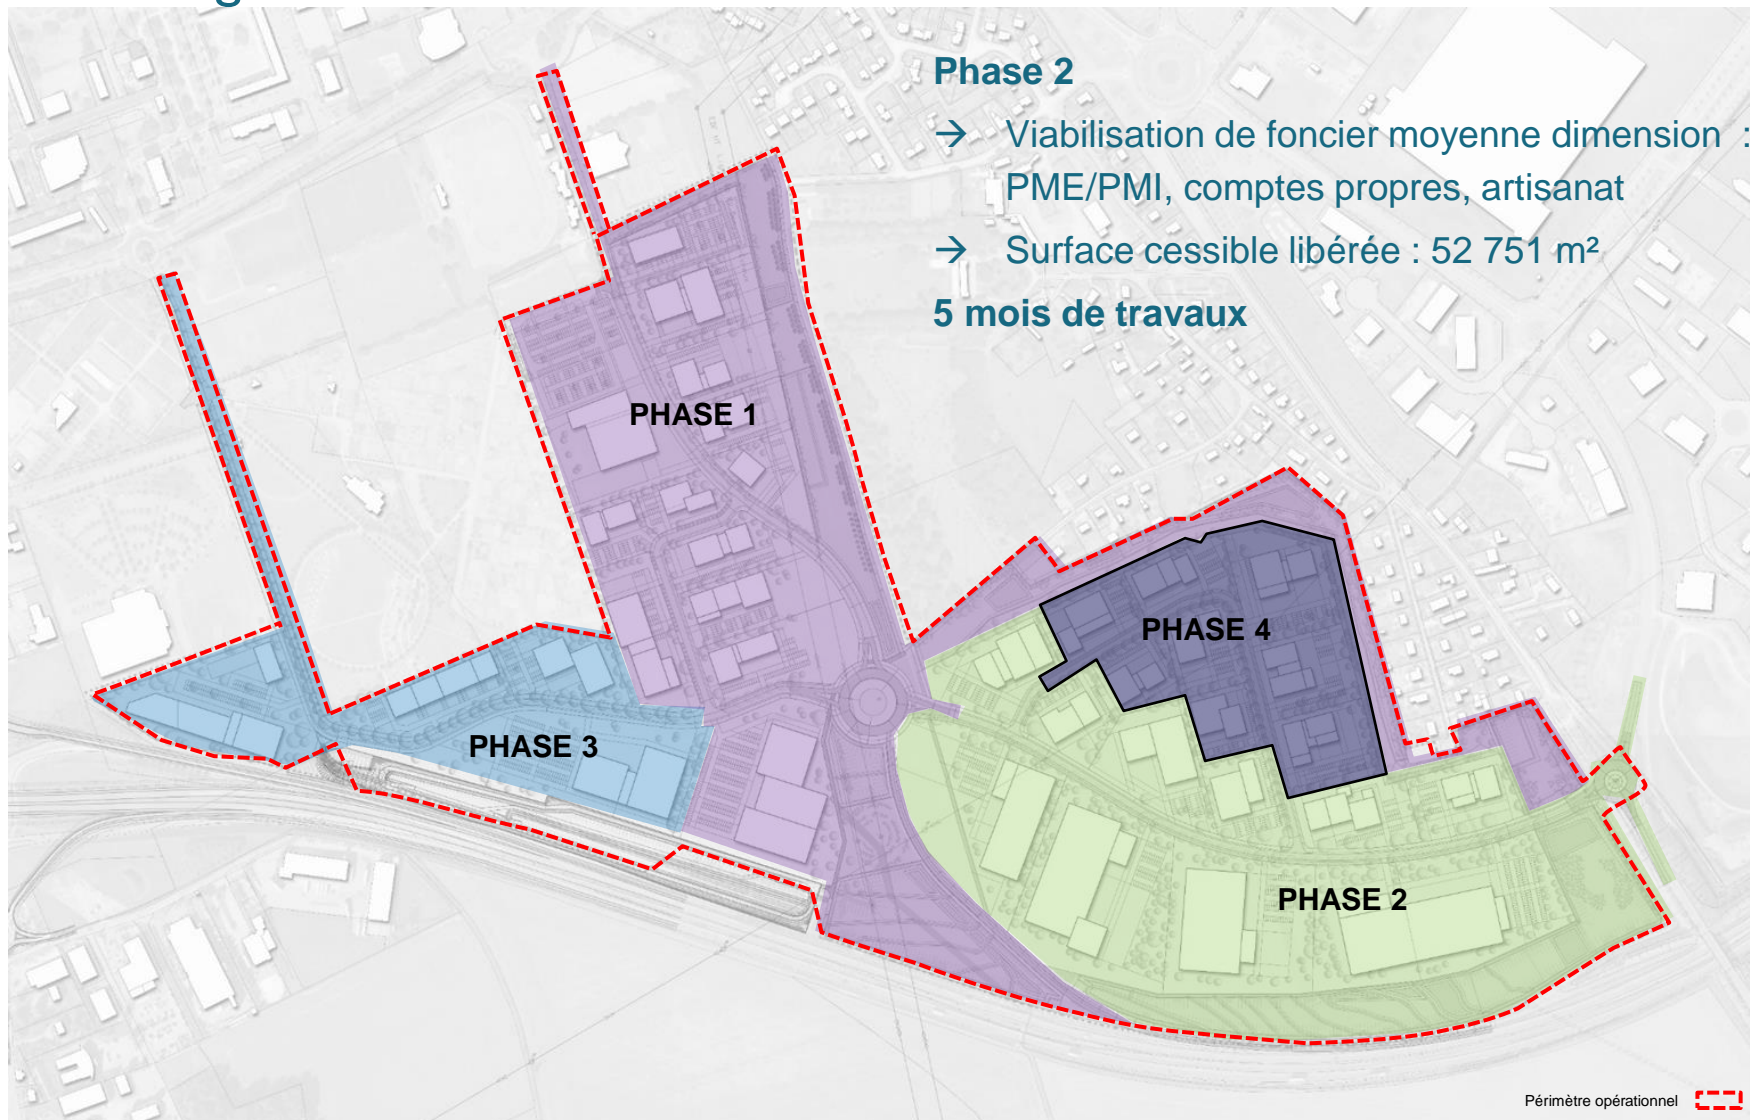 Phase 2
→ Viabilisation de foncier moyenne dimension :
PME/PMI, comptes propres, artisanat
→ Surface cessible libérée : 52 751 m²
5 mois de travaux
PHASE 1
PHASE 4
PHASE 3
PHASE 2
Périmètre opérationnel